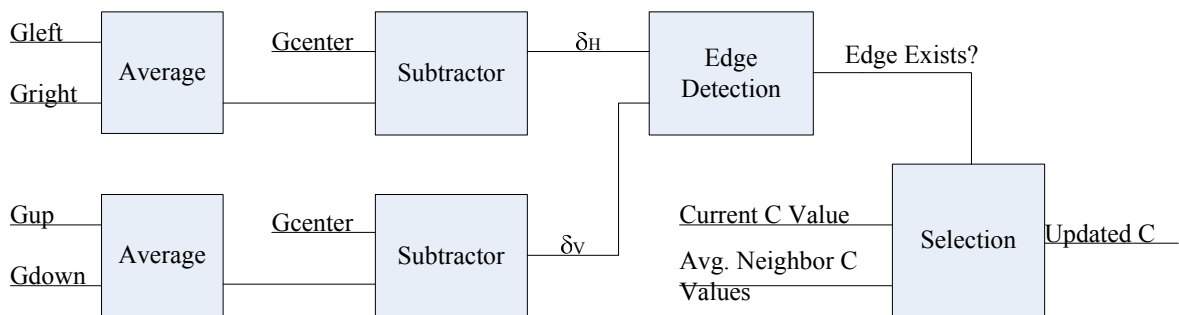 Gleft
Gright
Average
Gcenter
Subtractor
δH
Edge
Detection
Edge Exists?
Gup
Gdown
Average
Gcenter
Subtractor
δV
Current C Value
Avg. Neighbor C
Values
Selection
Updated C